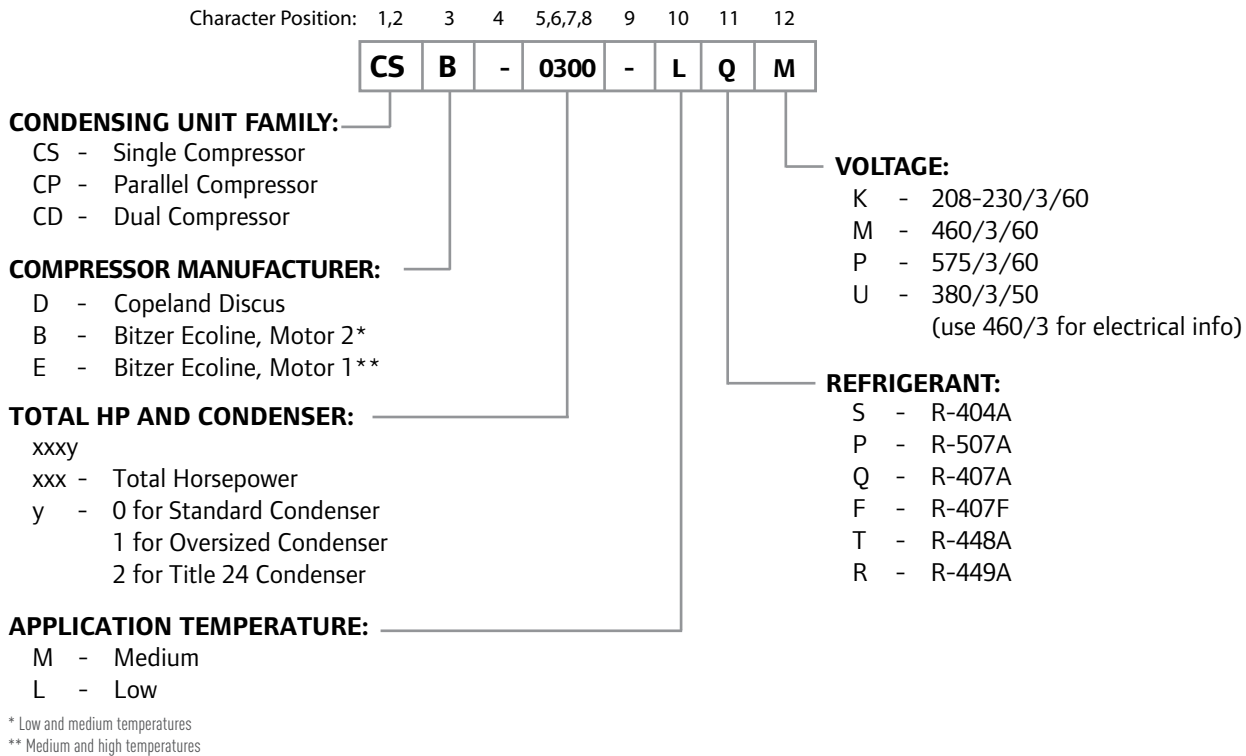 Character Position: 1,2 3 4 5,6,7,8 9 10 11 12
CS B - 0300 - L Q M
CONDENSING UNIT FAMILY:
CS - Single Compressor
CP - Parallel Compressor
CD - Dual Compressor
COMPRESSOR MANUFACTURER:
D - Copeland Discus
B - Bitzer Ecoline, Motor 2*
E - Bitzer Ecoline, Motor 1**
TOTAL HP AND CONDENSER:
xxxy
xxx - Total Horsepower
y - 0 for Standard Condenser
1 for Oversized Condenser
2 for Title 24 Condenser
APPLICATION TEMPERATURE:
M - Medium
L - Low
* Low and medium temperatures
** Medium and high temperatures
VOLTAGE:
K - 208-230/3/60
M - 460/3/60
P - 575/3/60
U - 380/3/50
(use 460/3 for electrical info)
REFRIGERANT:
S - R-404A
P - R-507A
Q - R-407A
F - R-407F
T - R-448A
R - R-449A